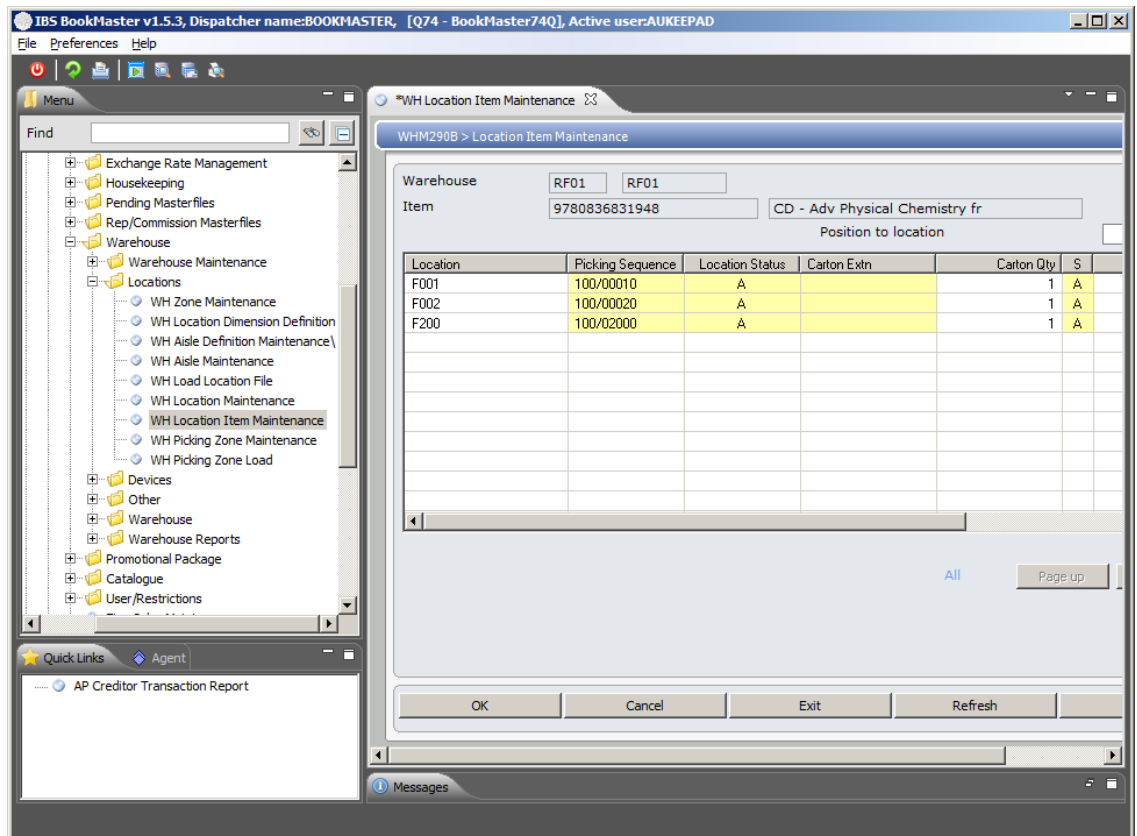 IBS BookMaster v1.5.3, Dispatcher name:BOOKMASTER, [Q74 - BookMaster74Q], Active user:AUKEEPAD
File Preferences Help
Menu
Find
Exchange Rate Management
Housekeeping
Pending Masterfiles
Rep/Commission Masterfiles
Warehouse
Warehouse Maintenance
Locations
WH Zone Maintenance
WH Location Dimension Definition
WH Aisle Definition Maintenance\
WH Aisle Maintenance
WH Load Location File
WH Location Maintenance
WH Location Item Maintenance
WH Picking Zone Maintenance
WH Picking Zone Load
Devices
Other
Warehouse
Warehouse Reports
Promotional Package
Catalogue
User/Restrictions
Quick Links Agent
AP Creditor Transaction Report
*WH Location Item Maintenance
WHM290B > Location Item Maintenance
Warehouse RF01 RF01
Item 9780836831948 CD - Adv Physical Chemistry fr
Position to location
Location Picking Sequence Location Status Carton Extn Carton Qty S
F001 100/00010 A 1 A
F002 100/00020 A 1 A
F200 100/02000 A 1 A
All Page up
OK Cancel Exit Refresh
Messages